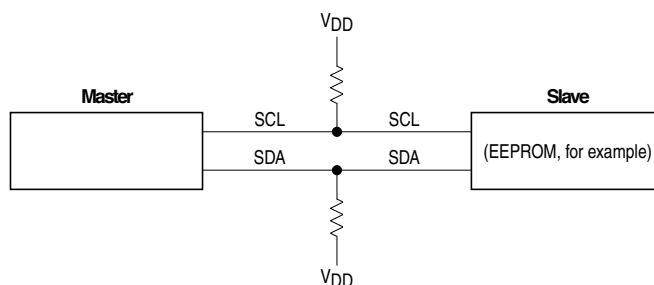 VDD
Master
Slave
SCL
SCL
(EEPROM, for example)
SDA
SDA
VDD